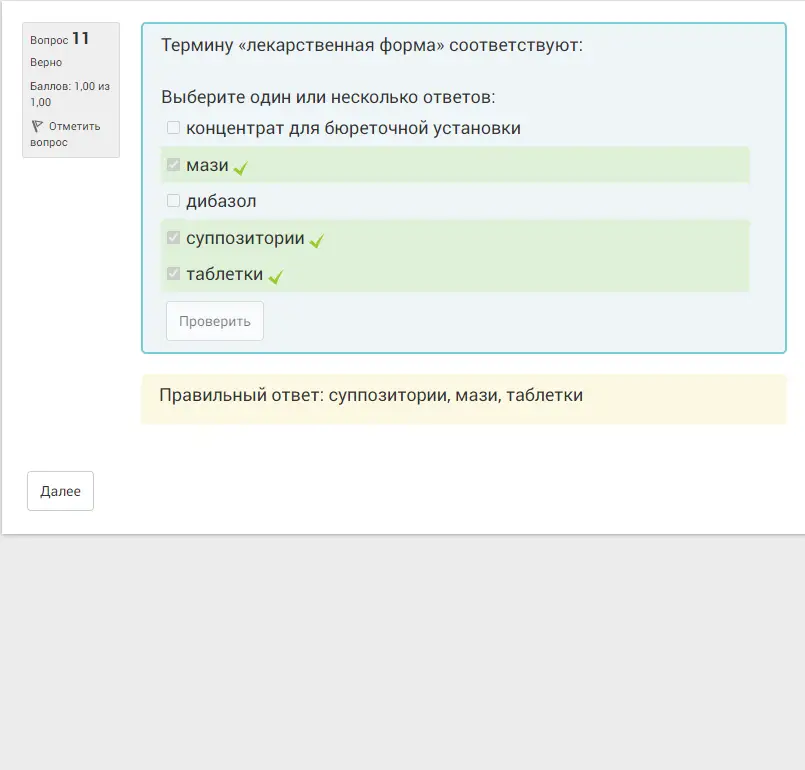 Вопрос 11
Верно
Баллов: 1,00 из
1,00
Отметить
вопрос
Термину «лекарственная форма» соответствуют:
Выберите один или несколько ответов:
концентрат для бюреточной установки
мази
дибазол
суппозитории
таблетки
Проверить
Правильный ответ: суппозитории, мази, таблетки
Далее